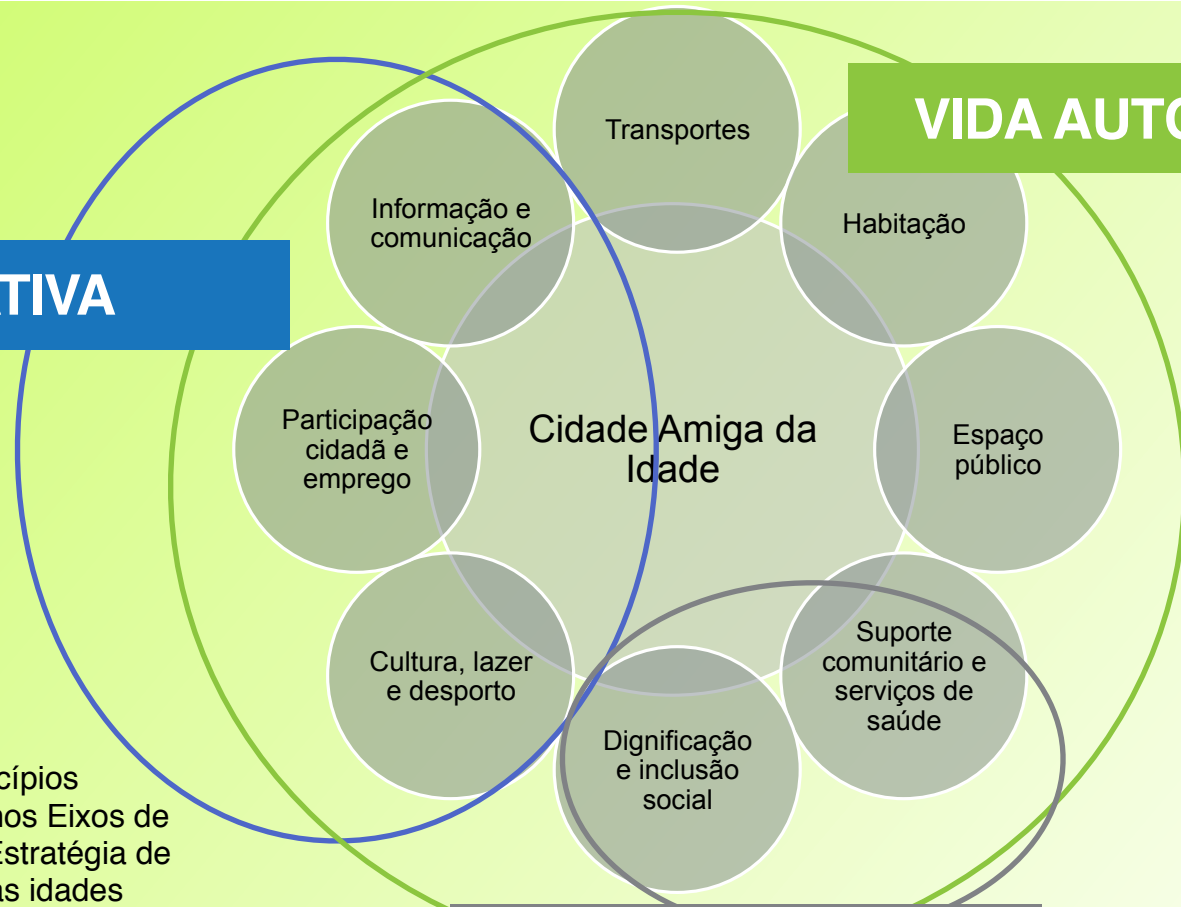 Transportes
VIDA AUTO
Informação e
comunicação
Habitação
TIVA
Participação
cidadã e
emprego
Cidade Amiga da
Idade
Espaço
público
Cultura, lazer
e desporto
Suporte
comunitário e
serviços de
saúde
Dignificação
e inclusão
social
cípios
nos Eixos de
Estratégia de
as idades